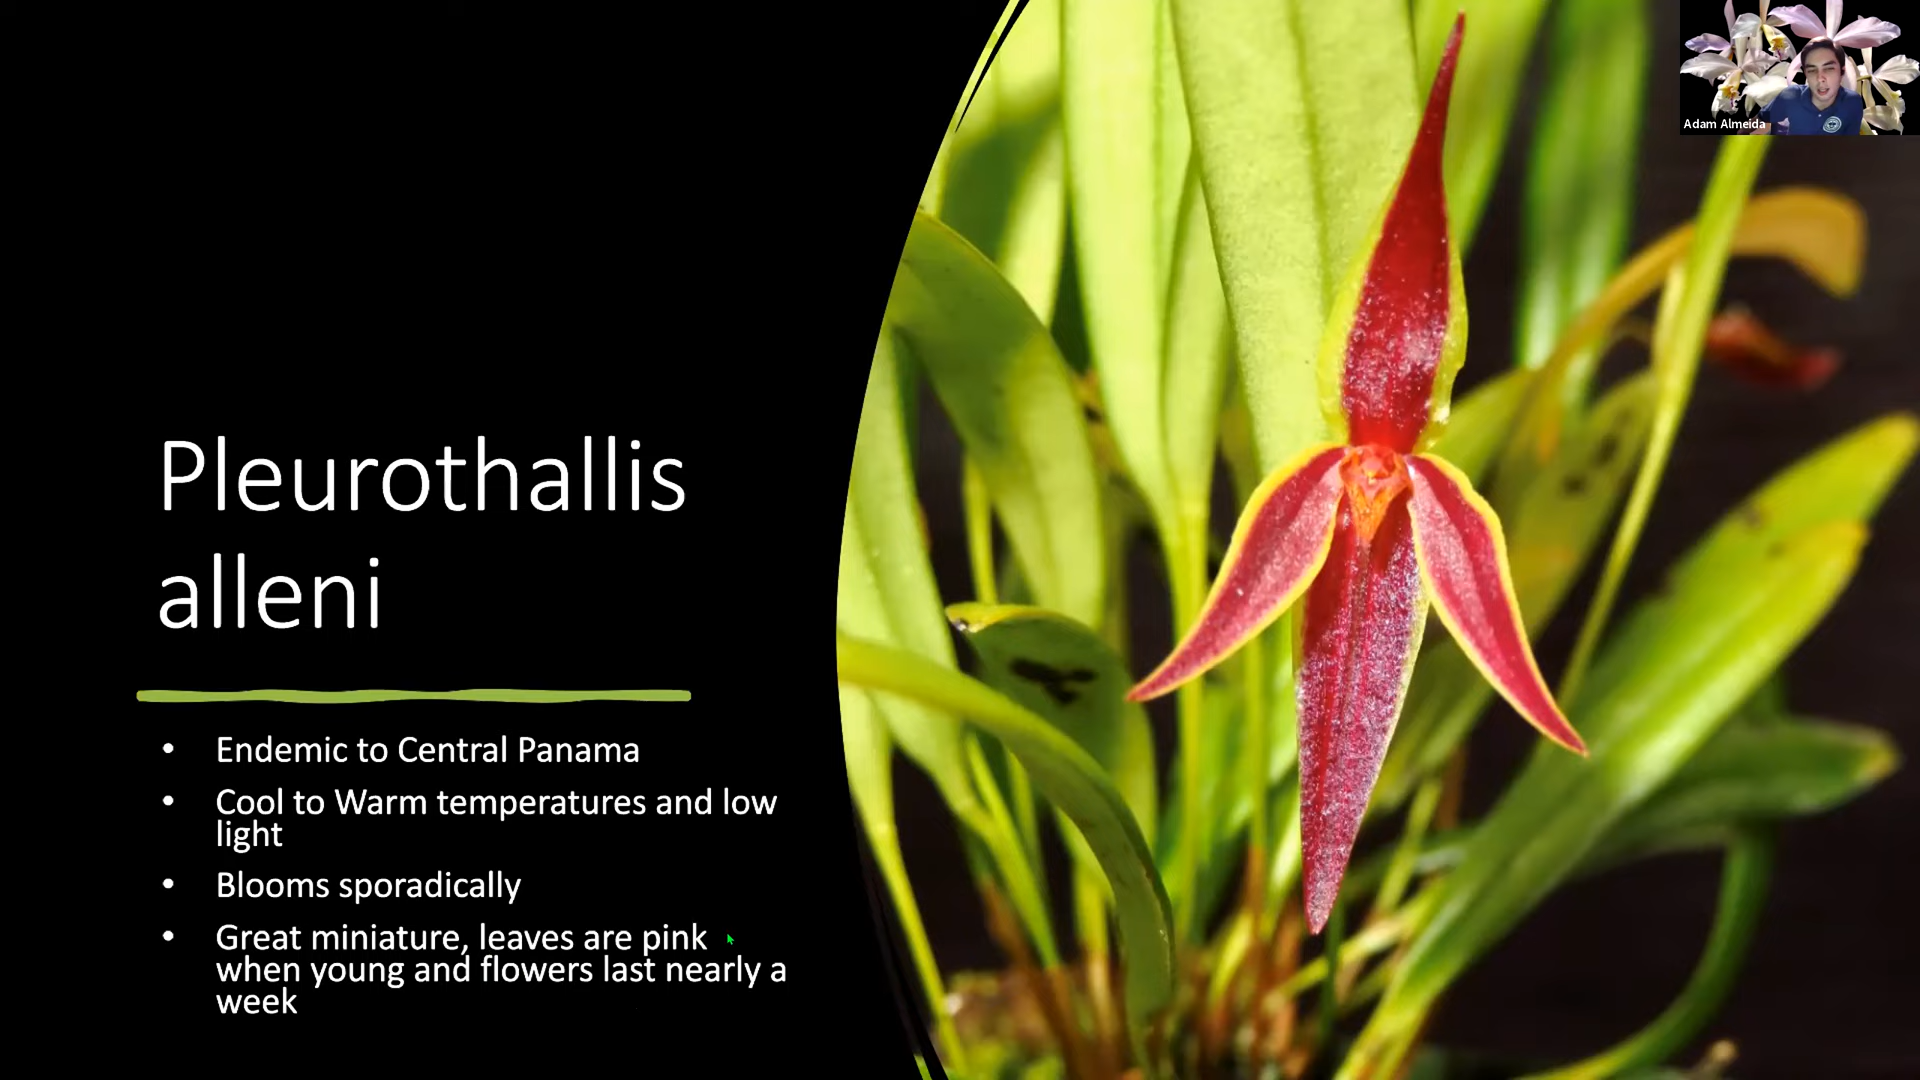 Adam Almeida
Pleurothallis
alleni
• Endemic to Central Panama
• Cool to Warm temperatures and low
light
• Blooms sporadically
• Great miniature, leaves are pink
when young and flowers last nearly a
week